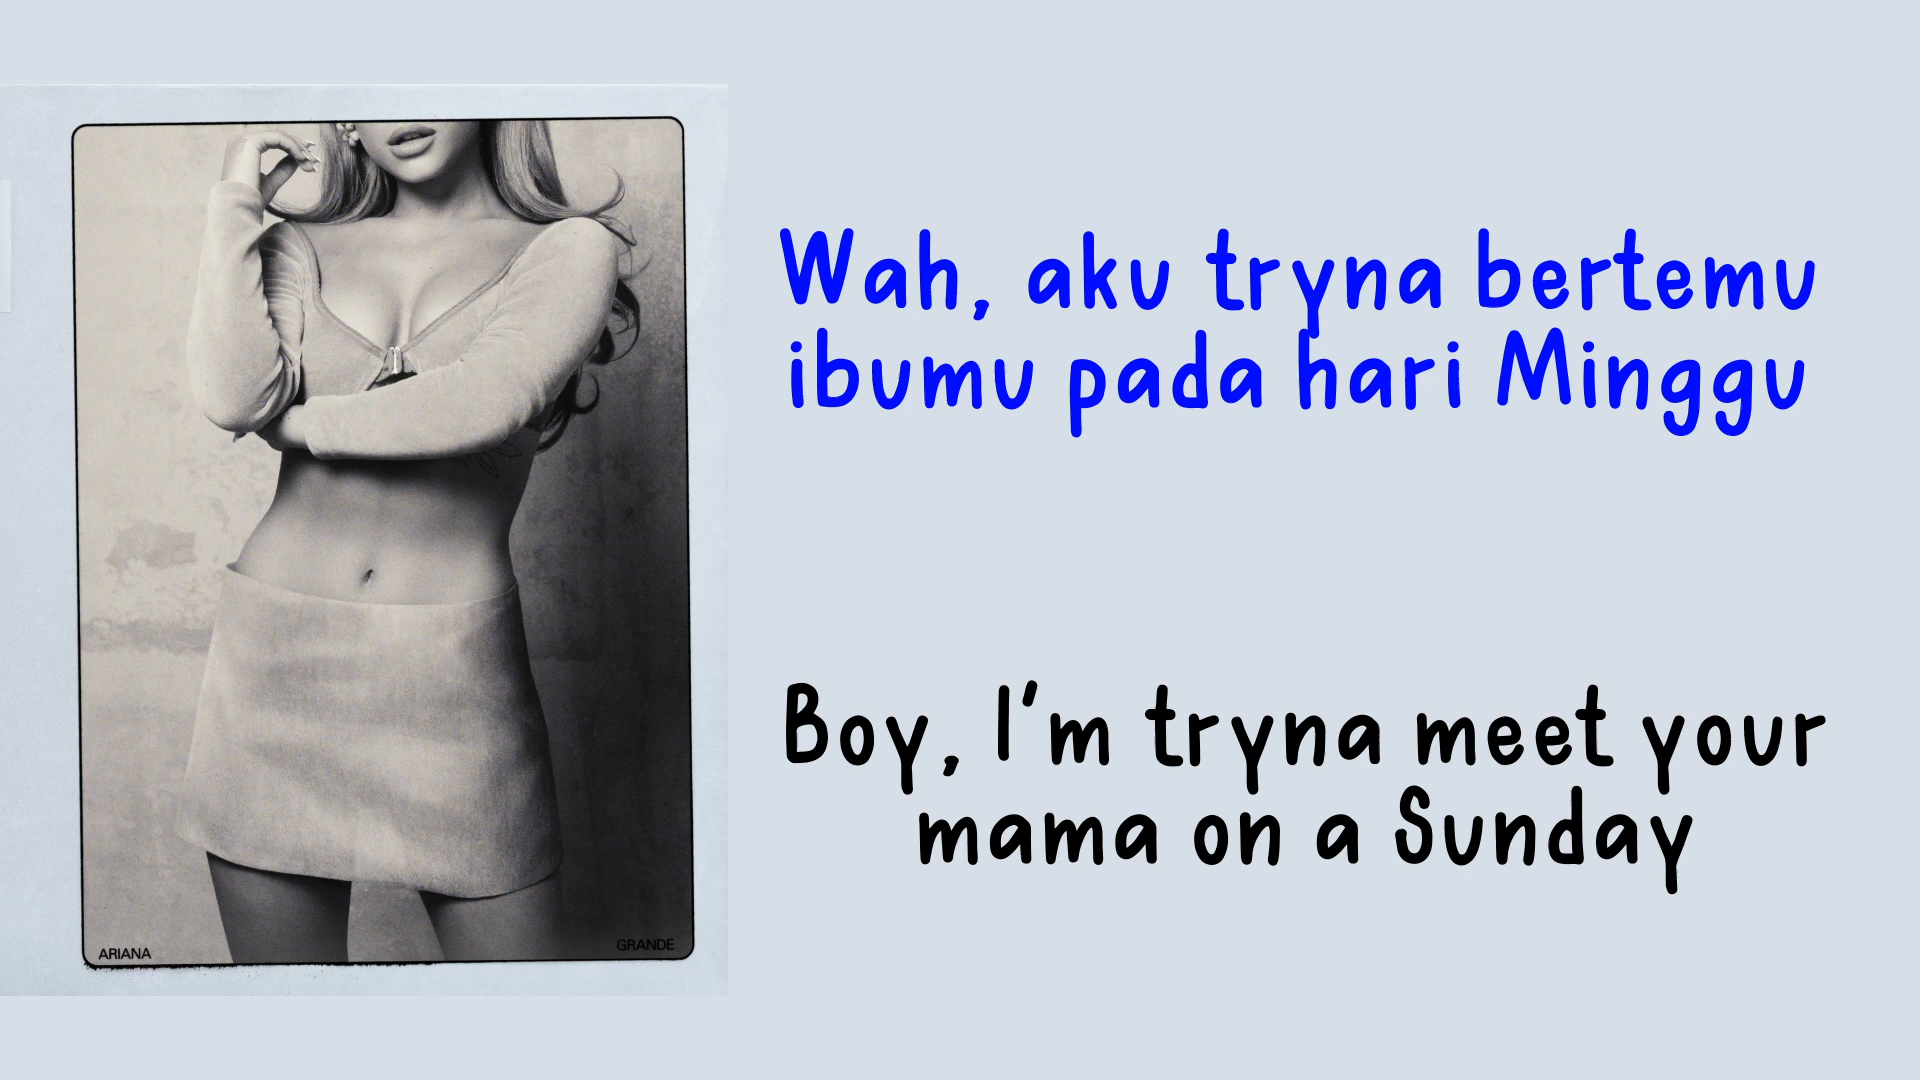 Wah, aku tryna bertemu
ibumu pada hari Minggu
Boy, I'm tryna meet your
mama on a Sunday
ARIANA
GRANDE